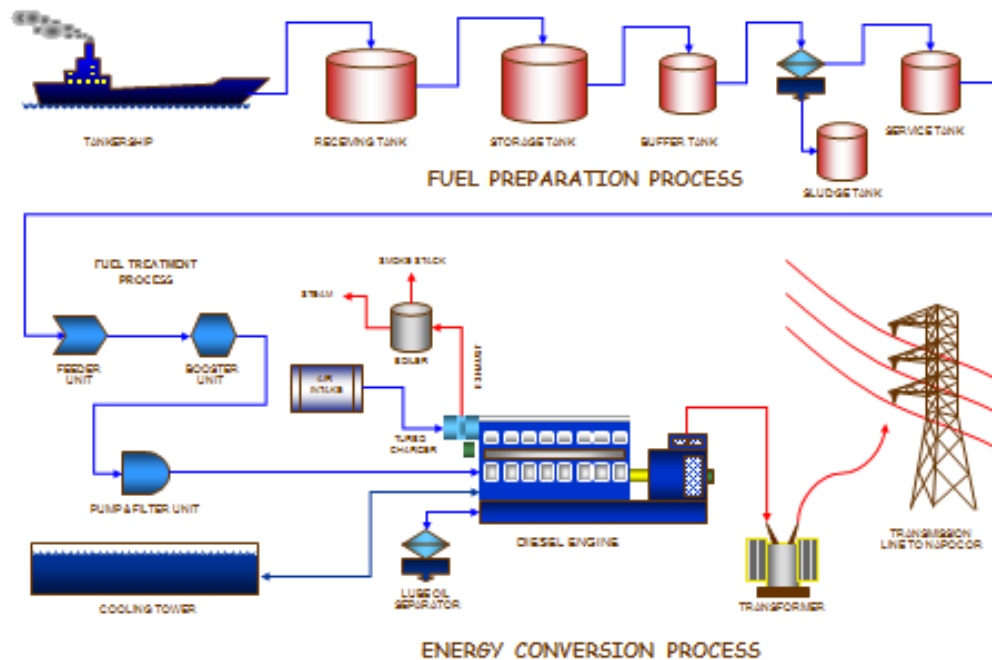 TANKERSHIP
RECEIVING TANK
STORAGE TANK
BUFFER TANK
SERVICE TANK
SLUDGE TANK
FUEL PREPARATION PROCESS
FUEL TREATMENT
PROCESS
SMOKE STACK
STEAM
BOILER
EXHAUST
FEEDER
UNIT
BOOSTER
UNIT
AIR
INTAKE
TURBO
CHARGER
PUMP & FILTER UNIT
DIESEL ENGINE
TRANSMISSION
LINE TO NAPOCOR
COOLING TOWER
LUBE OIL
SEPARATOR
TRANSFORMER
ENERGY CONVERSION PROCESS